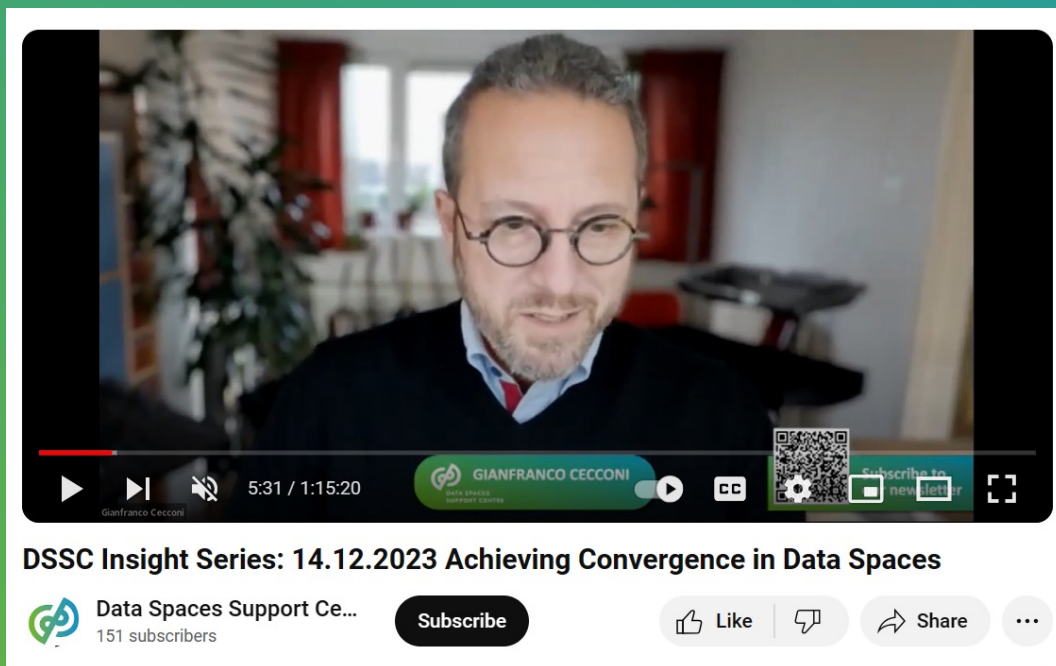 GIANFRANCO CECCONI
DATA SPACES
SUPPORT CENTRE
Subscribe to
newsletter
5:31 / 1:15:20
CC
Gianfranco Cecconi
DSSC Insight Series: 14.12.2023 Achieving Convergence in Data Spaces
Data Spaces Support Ce...
151 subscribers
Subscribe
Like
Share